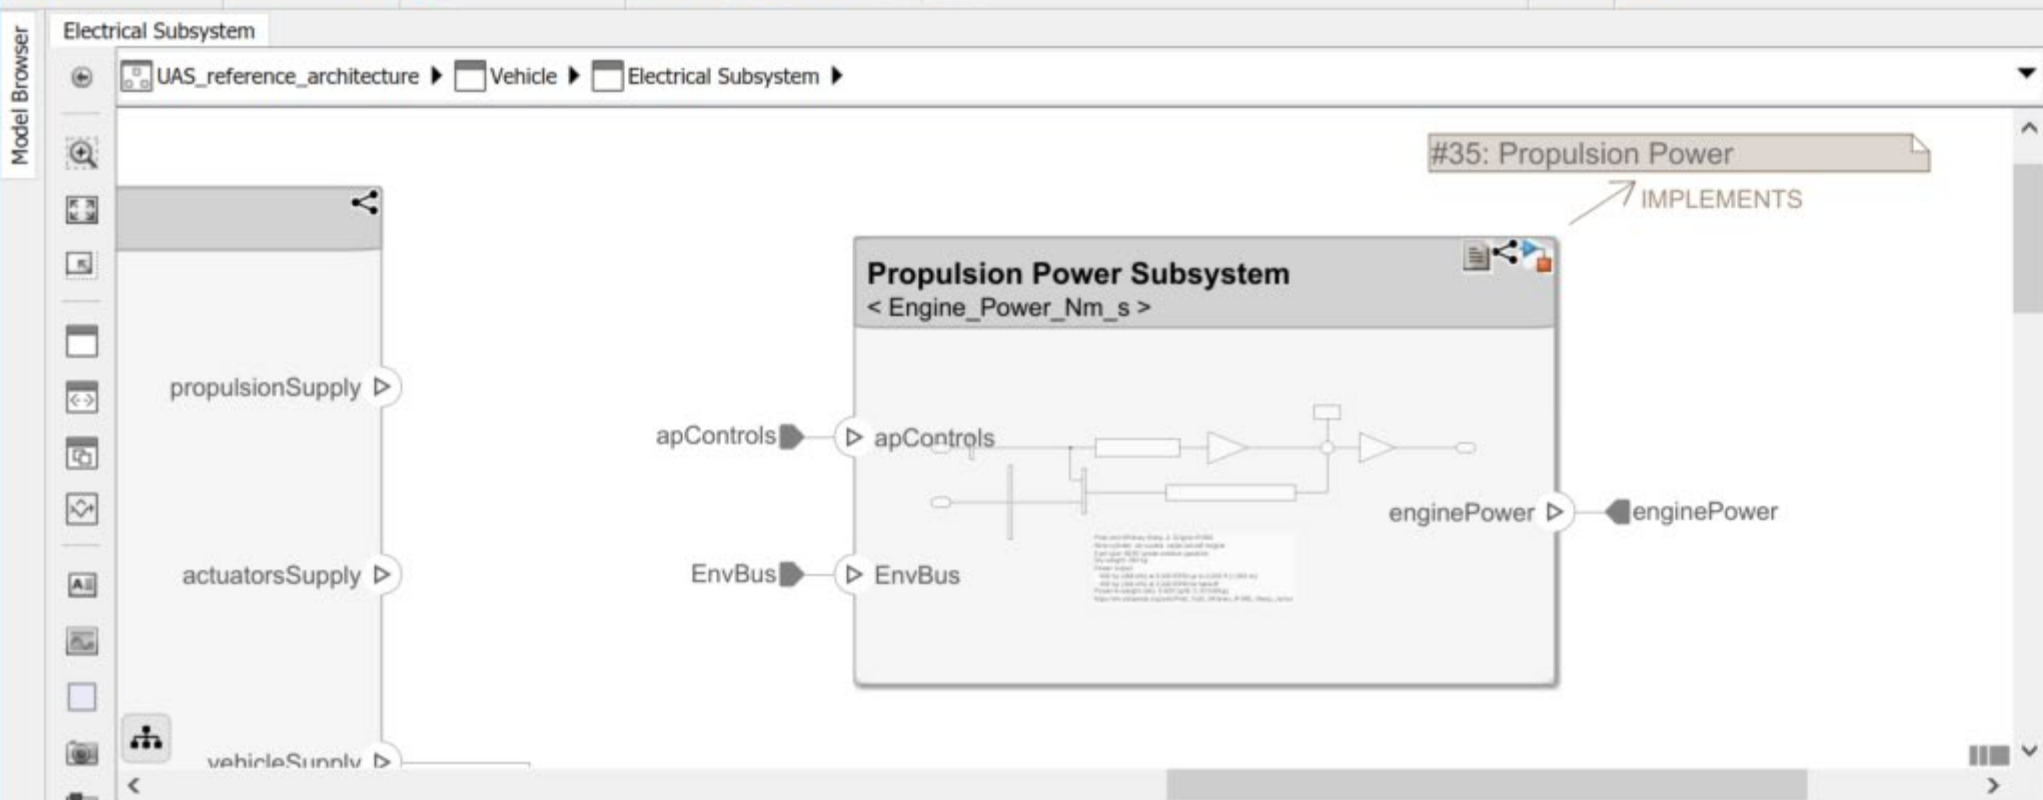 Model Browser
Electrical Subsystem
UAS_reference_architecture Vehicle Electrical Subsystem
#35: Propulsion Power
IMPLEMENTS
Propulsion Power Subsystem
< Engine_Power_Nm_s >
propulsionSupply
apControls
apControls
enginePower
enginePower
actuatorsSupply
EnvBus
EnvBus
vehicleSupply